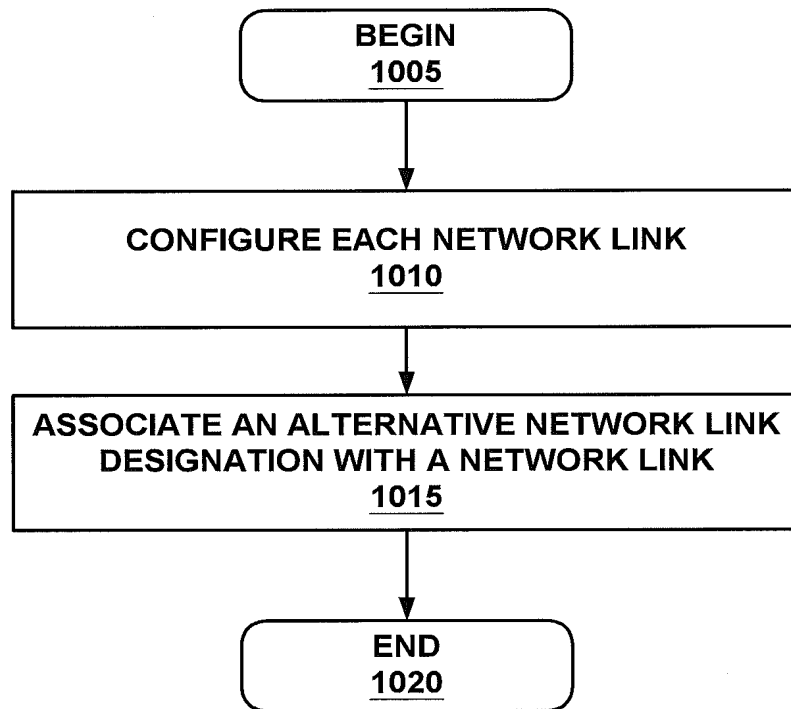 BEGIN
1005
CONFIGURE EACH NETWORK LINK
1010
ASSOCIATE AN ALTERNATIVE NETWORK LINK
DESIGNATION WITH A NETWORK LINK
1015
END
1020